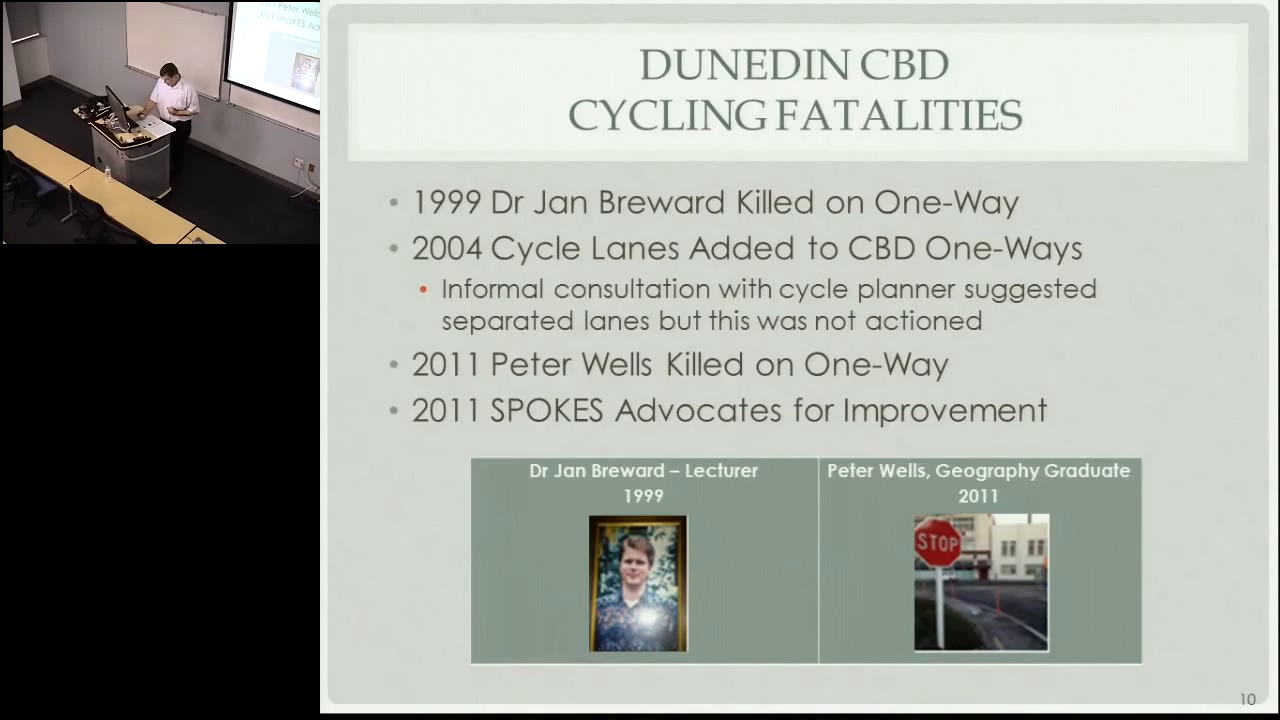 DUNEDIN CBD
CYCLING FATALITIES
• 1999 Dr Jan Breward Killed on One-Way
• 2004 Cycle Lanes Added to CBD One-Ways
• Informal consultation with cycle planner suggested
separated lanes but this was not actioned
• 2011 Peter Wells Killed on One-Way
• 2011 SPOKES Advocates for Improvement
Dr Jan Breward – Lecturer
1999
Peter Wells, Geography Graduate
2011
STOP
10